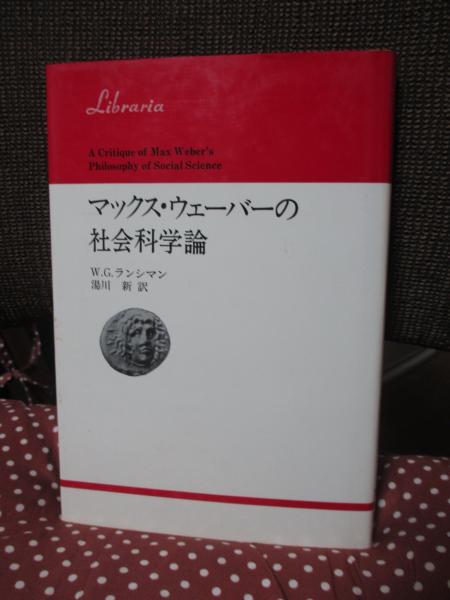 Libraria
A Critique of Max Weber's
Philosophy of Social Science
マックス・ウェーバーの
社会科学論
W.G.ランシマン
湯川 新 訳